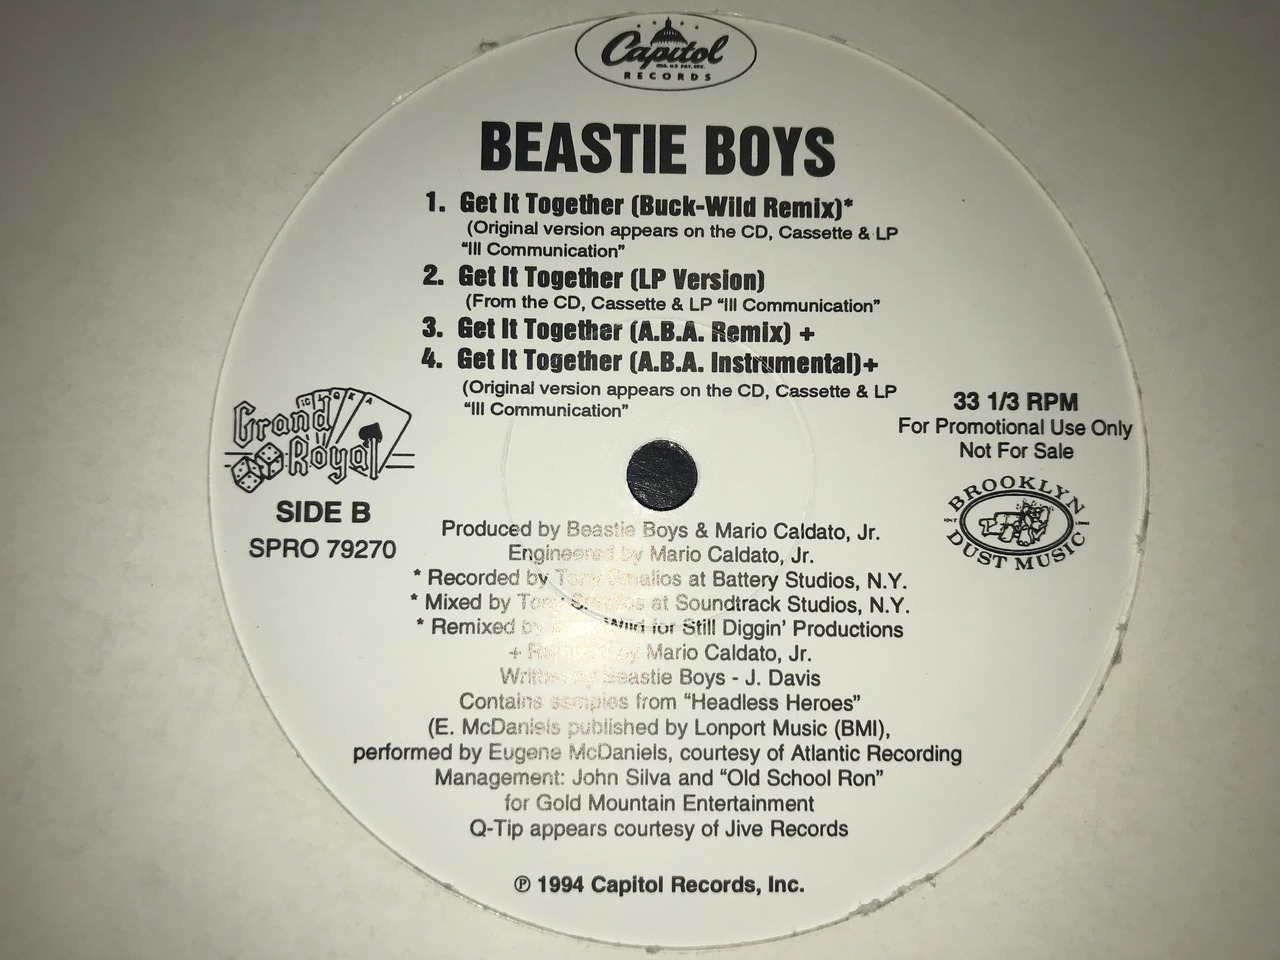 Capitol
REG. U.S. PAT. OFF.
RECORDS
BEASTIE BOYS
1. Get It Together (Buck-Wild Remix)*
(Original version appears on the CD, Cassette & LP
“Ill Communication”
2. Get It Together (LP Version)
(From the CD, Cassette & LP “Ill Communication”
3. Get It Together (A.B.A. Remix) +
4. Get It Together (A.B.A. Instrumental)+
(Original version appears on the CD, Cassette & LP
“Ill Communication”
Grand
Royal
SIDE B
SPRO 79270
33 1/3 RPM
For Promotional Use Only
Not For Sale
BROOKLYN
DUST MUSIC
Produced by Beastie Boys & Mario Caldato, Jr.
Engineered by Mario Caldato, Jr.
* Recorded by Tony Smalios at Battery Studios, N.Y.
* Mixed by Tony Smalios at Soundtrack Studios, N.Y.
* Remixed by Wild for Still Diggin’ Productions
+ Remixed by Mario Caldato, Jr.
Written by Beastie Boys - J. Davis
Contains samples from “Headless Heroes”
(E. McDaniels published by Lonport Music (BMI),
performed by Eugene McDaniels, courtesy of Atlantic Recording
Management: John Silva and “Old School Ron”
for Gold Mountain Entertainment
Q-Tip appears courtesy of Jive Records
℗ 1994 Capitol Records, Inc.